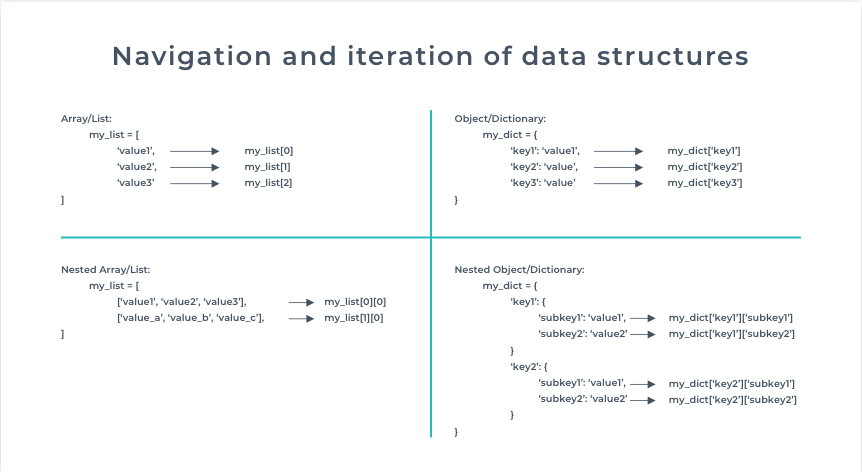 Navigation and iteration of data structures
Array/List:
my_list = [
‘value1’, my_list[0]
‘value2’, my_list[1]
‘value3’ my_list[2]
]
Object/Dictionary:
my_dict = {
‘key1’: ‘value1’, my_dict[‘key1’]
‘key2’: ‘value’, my_dict[‘key2’]
‘key3’: ‘value’ my_dict[‘key3’]
}
Nested Array/List:
my_list = [
[‘value1’, ‘value2’, ‘value3’], my_list[0][0]
[‘value_a’, ‘value_b’, ‘value_c’], my_list[1][0]
]
Nested Object/Dictionary:
my_dict = {
‘key1’: {
‘subkey1’: ‘value1’, my_dict[‘key1’][‘subkey1’]
‘subkey2’: ‘value2’ my_dict[‘key1’][‘subkey2’]
}
‘key2’: {
‘subkey1’: ‘value1’, my_dict[‘key2’][‘subkey1’]
‘subkey2’: ‘value2’ my_dict[‘key2’][‘subkey2’]
}
}